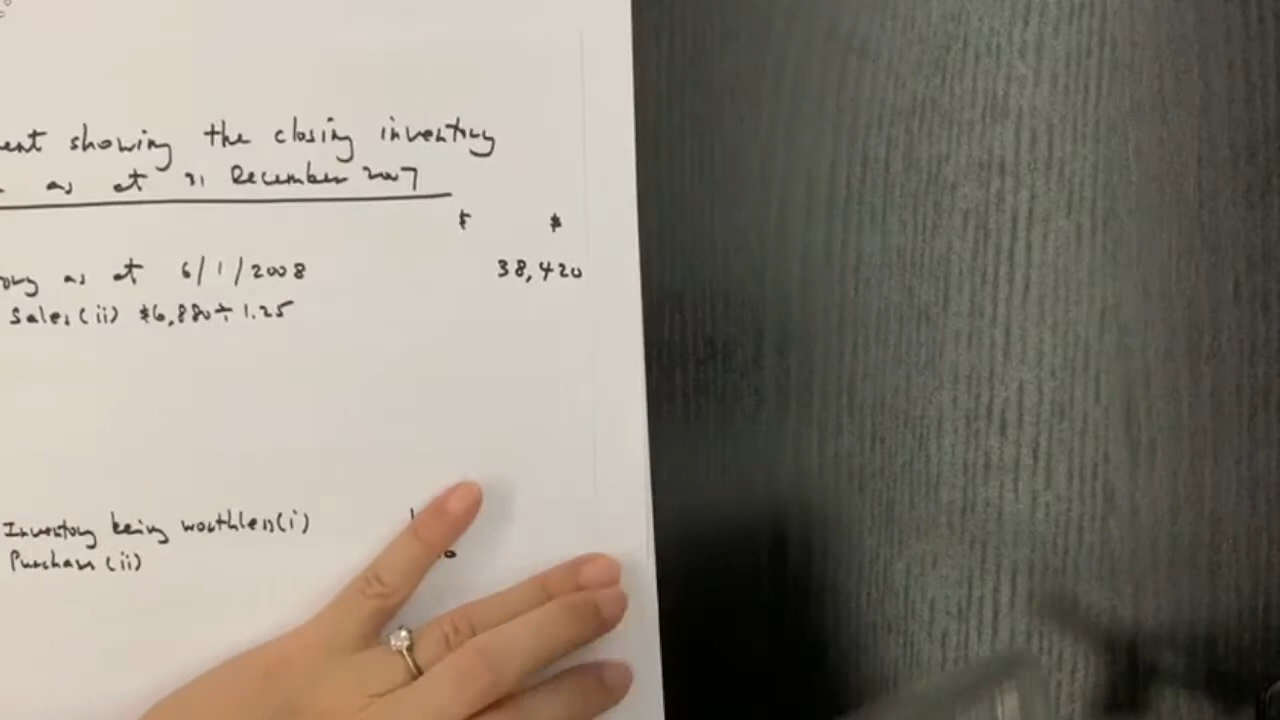 showing the closing inventory
as at 31 December 2007
$ $
as at 6/1/2008 38,420
Sales (ii) $6,880 ÷ 1.25
Inventory being worthless (i)
Purchases (ii)